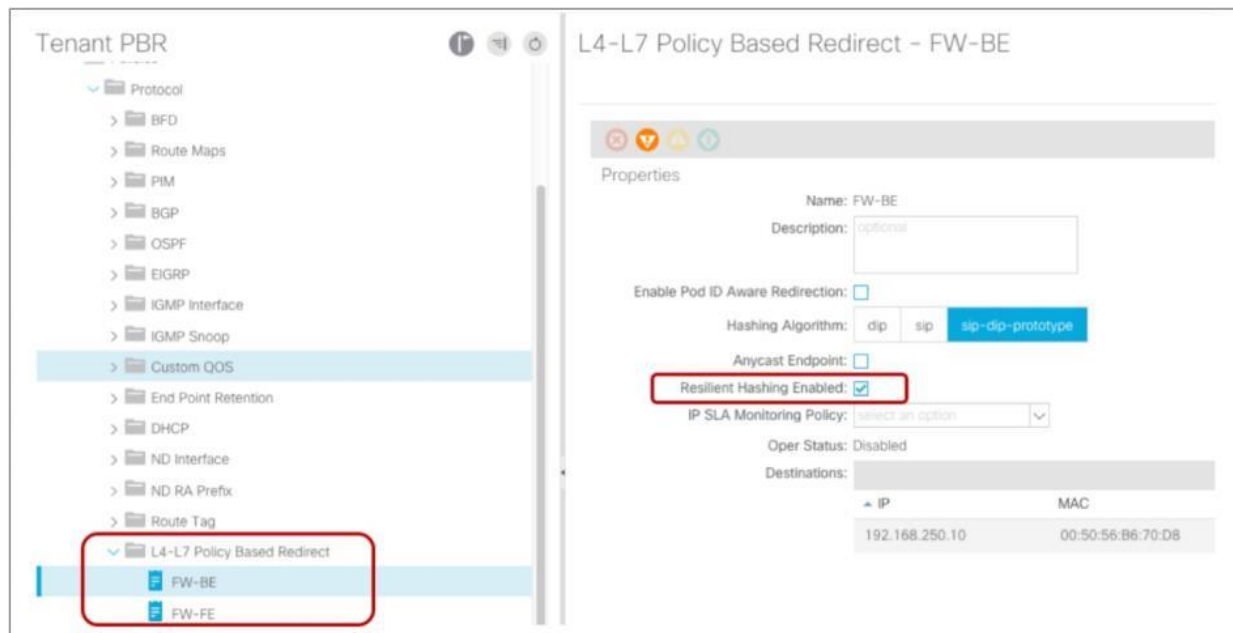 Tenant PBR
Protocol
BFD
Route Maps
PIM
BGP
OSPF
EIGRP
IGMP Interface
IGMP Snoop
Custom QOS
End Point Retention
DHCP
ND Interface
ND RA Prefix
Route Tag
L4-L7 Policy Based Redirect
FW-BE
FW-FE
L4-L7 Policy Based Redirect - FW-BE
Properties
Name: FW-BE
Description: optional
Enable Pod ID Aware Redirection:
Hashing Algorithm: dip sip sip-dip-prototype
Anycast Endpoint:
Resilient Hashing Enabled:
IP SLA Monitoring Policy: select an option
Oper Status: Disabled
Destinations:
IP MAC
192.168.250.10 00:50:56:B6:70:D8